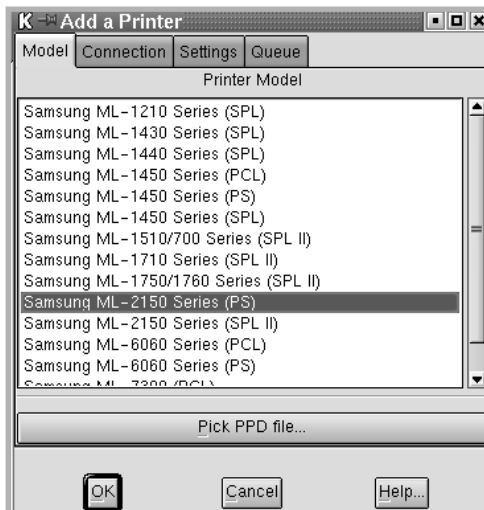 K Add a Printer
Model Connection Settings Queue
Printer Model
Samsung ML-1210 Series (SPL)
Samsung ML-1430 Series (SPL)
Samsung ML-1440 Series (SPL)
Samsung ML-1450 Series (PCL)
Samsung ML-1450 Series (PS)
Samsung ML-1450 Series (SPL)
Samsung ML-1510/700 Series (SPL II)
Samsung ML-1710 Series (SPL II)
Samsung ML-1750/1760 Series (SPL II)
Samsung ML-2150 Series (PS)
Samsung ML-2150 Series (SPL II)
Samsung ML-6060 Series (PCL)
Samsung ML-6060 Series (PS)
Samsung ML-7300 (PCL)
Pick PPD file...
OK Cancel Help...